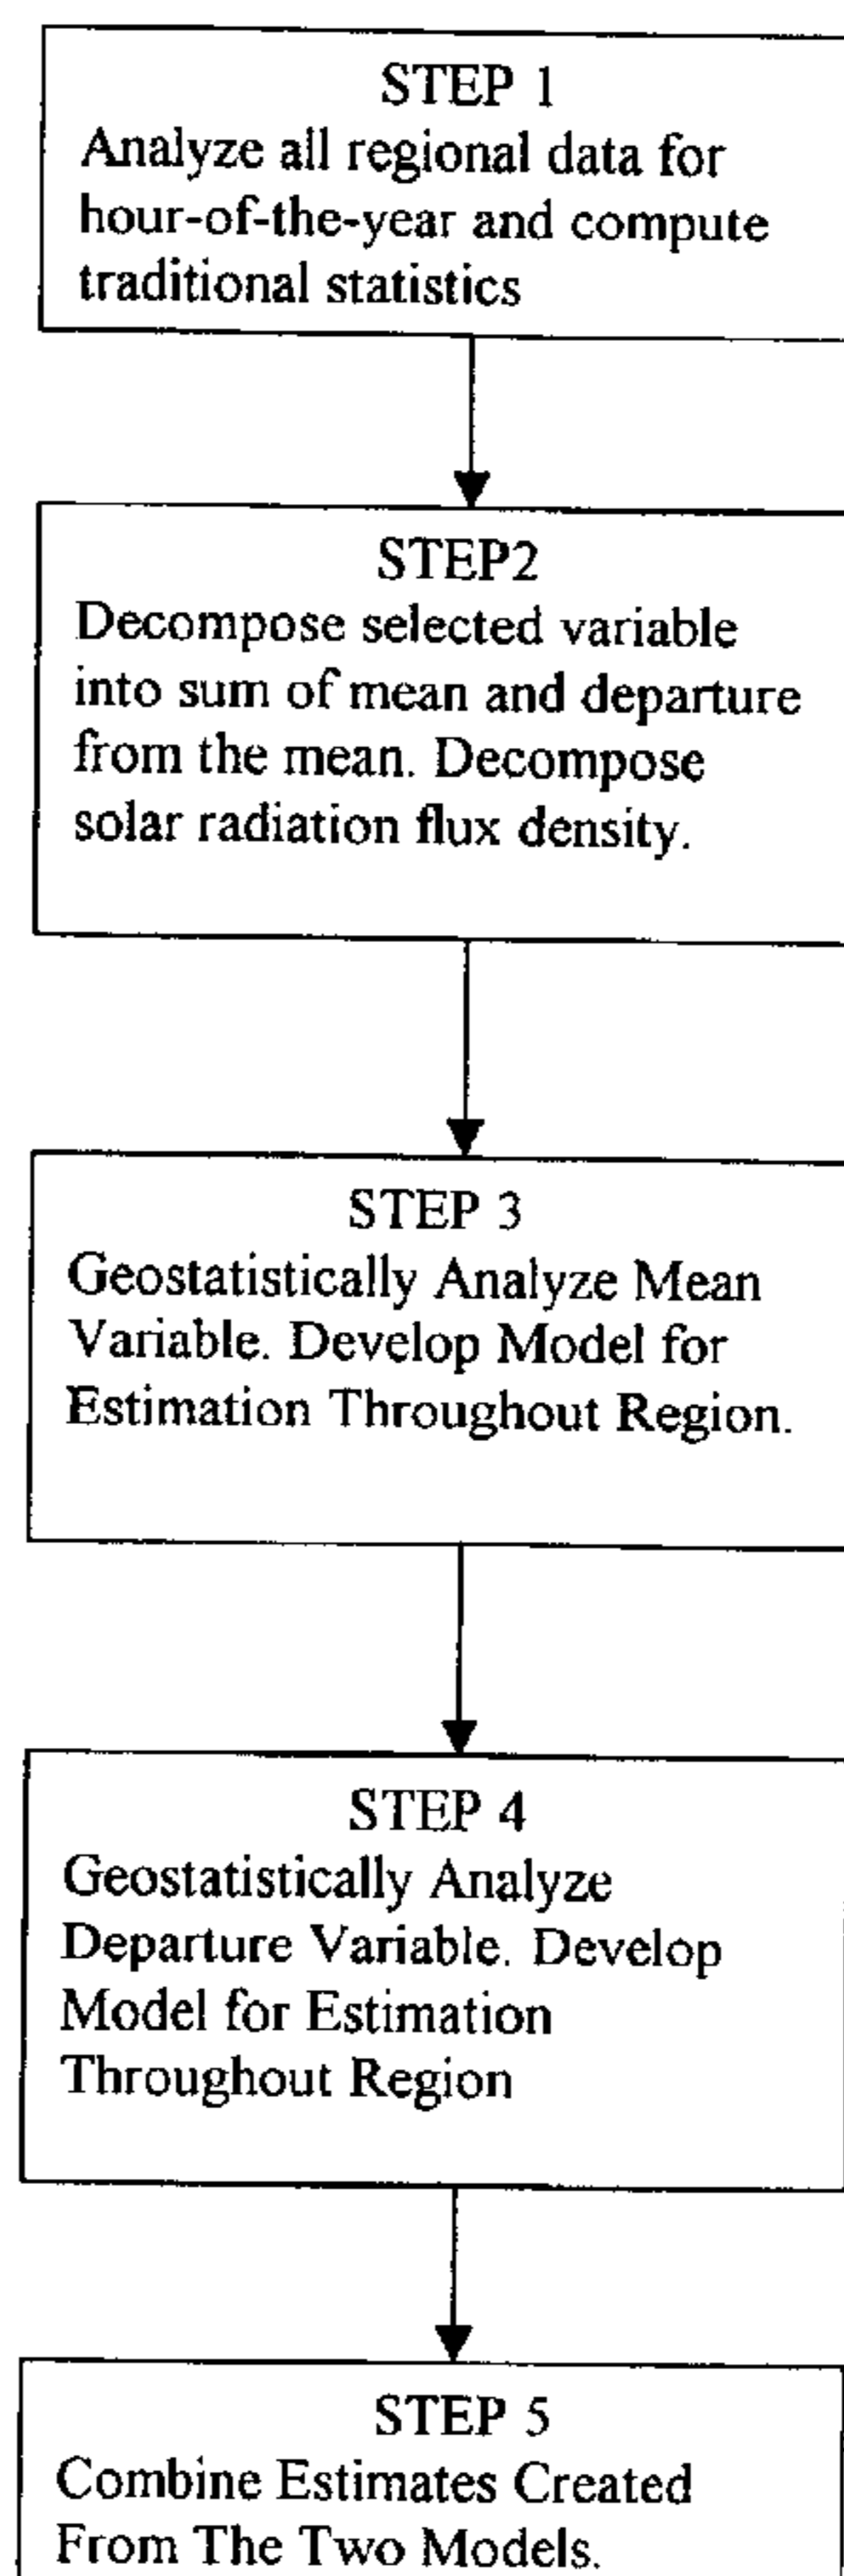 STEP 1
Analyze all regional data for
hour-of-the-year and compute
traditional statistics
STEP2
Decompose selected variable
into sum of mean and departure
from the mean. Decompose
solar radiation flux density.
STEP 3
Geostatistically Analyze Mean
Variable. Develop Model for
Estimation Throughout Region.
STEP 4
Geostatistically Analyze
Departure Variable. Develop
Model for Estimation
Throughout Region
STEP 5
Combine Estimates Created
From The Two Models.